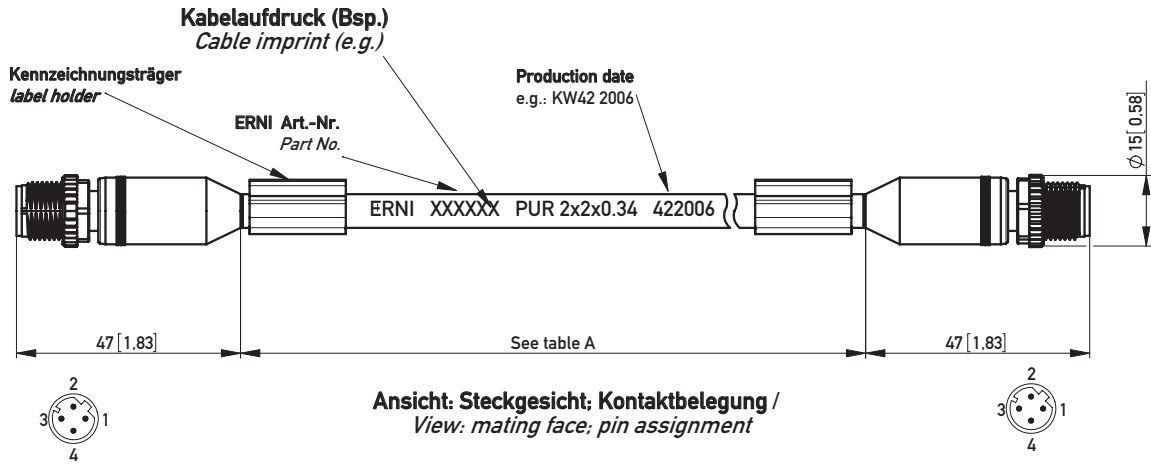 Kabelaufdruck (Bsp.)
Cable imprint (e.g.)
Kennzeichnungsträger
label holder
Production date
e.g.: KW42 2006
ERNI Art.-Nr.
Part No.
Ø 15[ 0.58]
ERNI XXXXXX PUR 2x2x0.34 422006
47 [1,83]
See table A
47 [1,83]
2
3 1
4
Ansicht: Steckgesicht; Kontaktbelegung /
View: mating face; pin assignment
2
3 1
4